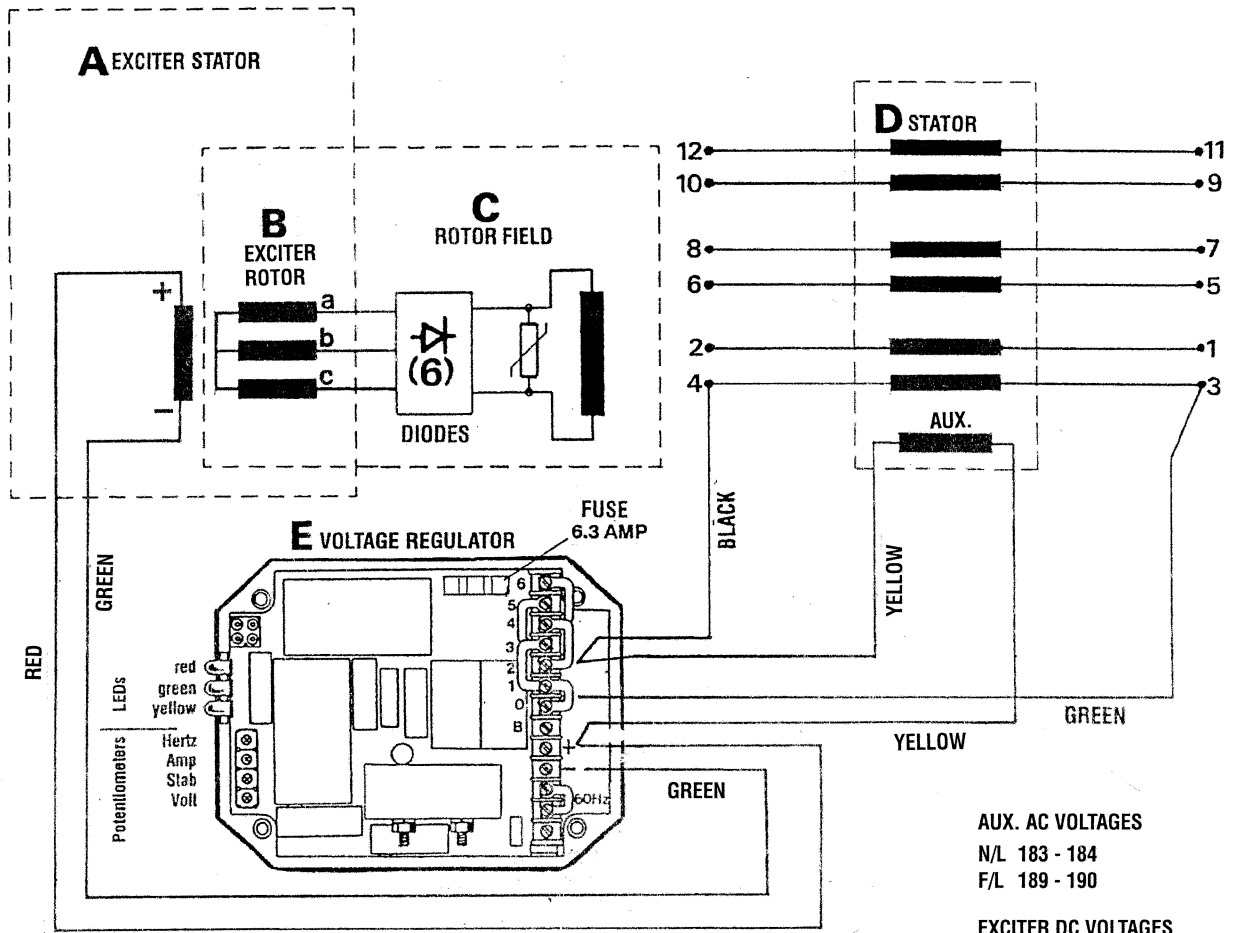 A EXCITER STATOR
D STATOR
12
11
10
9
B
EXCITER
ROTOR
C
ROTOR FIELD
8
7
6
5
+
a
b
c
(6)
2
1
4
3
–
DIODES
AUX.
FUSE
6.3 AMP
E VOLTAGE REGULATOR
BLACK
YELLOW
GREEN
RED
6
5
4
3
2
1
0
B
+
–
60Hz
LEDs
red
green
yellow
Potentiometers
Hertz
Amp
Stab
Volt
GREEN
YELLOW
GREEN
AUX. AC VOLTAGES
N/L 183 - 184
F/L 189 - 190
EXCITER DC VOLTAGES